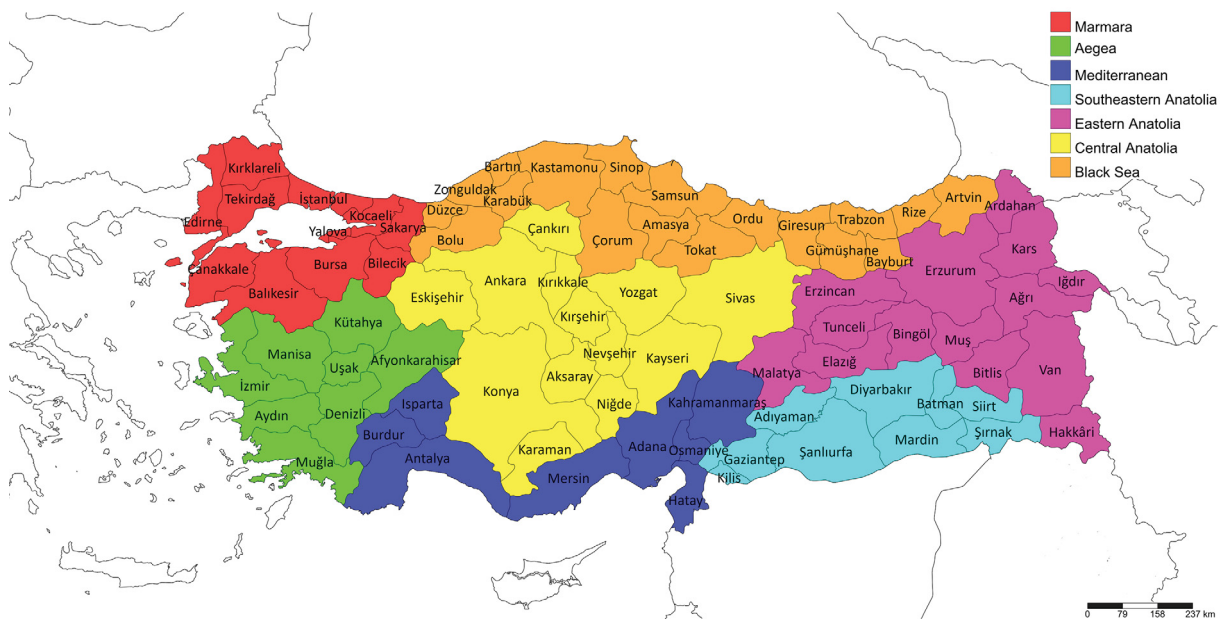 Marmara
Aegea
Mediterranean
Southeastern Anatolia
Eastern Anatolia
Central Anatolia
Black Sea
Kırklareli
Tekirdağ
İstanbul
Edirne
Kocaeli
Yalova
Sakarya
Çanakkale
Bursa
Bilecik
Balıkesir
Bartın
Kastamonu
Sinop
Zonguldak
Karabük
Samsun
Düzce
Bolu
Çorum
Amasya
Ordu
Tokat
Giresun
Trabzon
Rize
Artvin
Gümüşhane
Bayburt
Ardahan
Kars
Erzurum
Iğdır
Ağrı
Erzincan
Tunceli
Bingöl
Muş
Elazığ
Malatya
Bitlis
Van
Hakkâri
Çankırı
Ankara
Kırıkkale
Eskişehir
Yozgat
Sivas
Kırşehir
Nevşehir
Kayseri
Aksaray
Konya
Niğde
Karaman
Kütahya
Manisa
Uşak
Afyonkarahisar
İzmir
Aydın
Denizli
Muğla
Isparta
Burdur
Antalya
Mersin
Adana
Osmaniye
Kahramanmaraş
Hatay
Adıyaman
Diyarbakır
Batman
Siirt
Şırnak
Mardin
Şanlıurfa
Gaziantep
Kilis
0 79 158 237 km